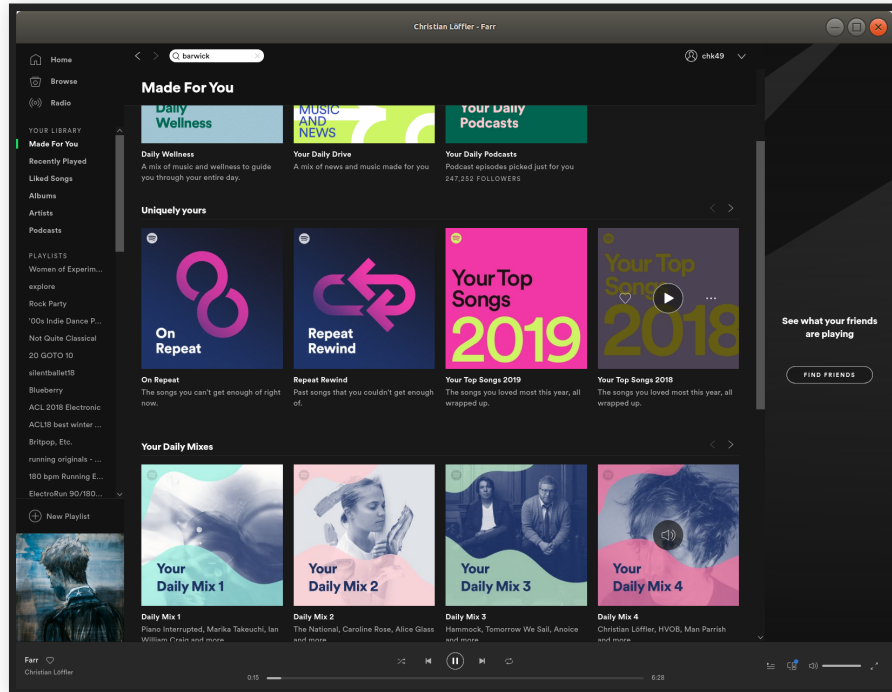 Christian Löffler - Farr
Home
Browse
Radio
YOUR LIBRARY
Made For You
Recently Played
Liked Songs
Albums
Artists
Podcasts
PLAYLISTS
Women of Experim...
explore
Rock Party
'00s Indie Dance P...
Not Quite Classical
20 GOTO 10
silentballet18
Blueberry
ACL 2018 Electronic
ACL18 best winter ...
Britpop, Etc.
running originals - ...
180 bpm Running E...
ElectroRun 90/180...
New Playlist
barwick
chk49
Made For You
Daily
Wellness
MUSIC
AND
NEWS
Your Daily
Podcasts
Daily Wellness
A mix of music and wellness to guide
you through your entire day.
Your Daily Drive
A mix of news and music made for you
Your Daily Podcasts
Podcast episodes picked just for you
247,252 FOLLOWERS
Uniquely yours
On
Repeat
Repeat
Rewind
Your Top
Songs
2019
Your Top
Songs
2018
On Repeat
The songs you can't get enough of right
now.
Repeat Rewind
Past songs that you couldn't get enough
of.
Your Top Songs 2019
The songs you loved most this year, all
wrapped up.
Your Top Songs 2018
The songs you loved most this year, all
wrapped up.
Your Daily Mixes
Your
Daily Mix 1
Your
Daily Mix 2
Your
Daily Mix 3
Your
Daily Mix 4
Daily Mix 1
Piano Interrupted, Marika Takeuchi, Ian
William Craig and more
Daily Mix 2
The National, Caroline Rose, Alice Glass
and more
Daily Mix 3
Hammock, Tomorrow We Sail, Anoice
and more
Daily Mix 4
Christian Löffler, HVOB, Man Parrish
and more
See what your friends
are playing
FIND FRIENDS
Farr
Christian Löffler
0:15
6:28